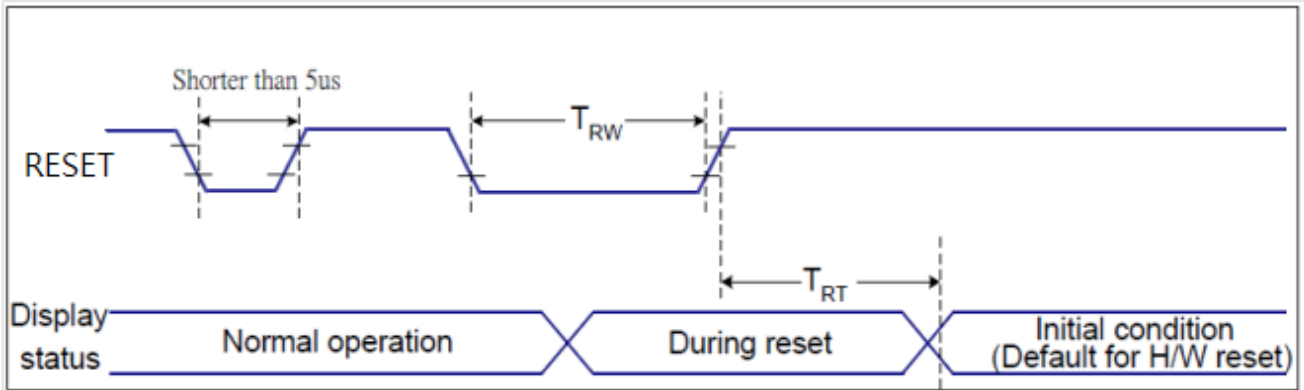 Shorter than 5us
TRW
RESET
TRT
Display
status
Normal operation
During reset
Initial condition
(Default for H/W reset)